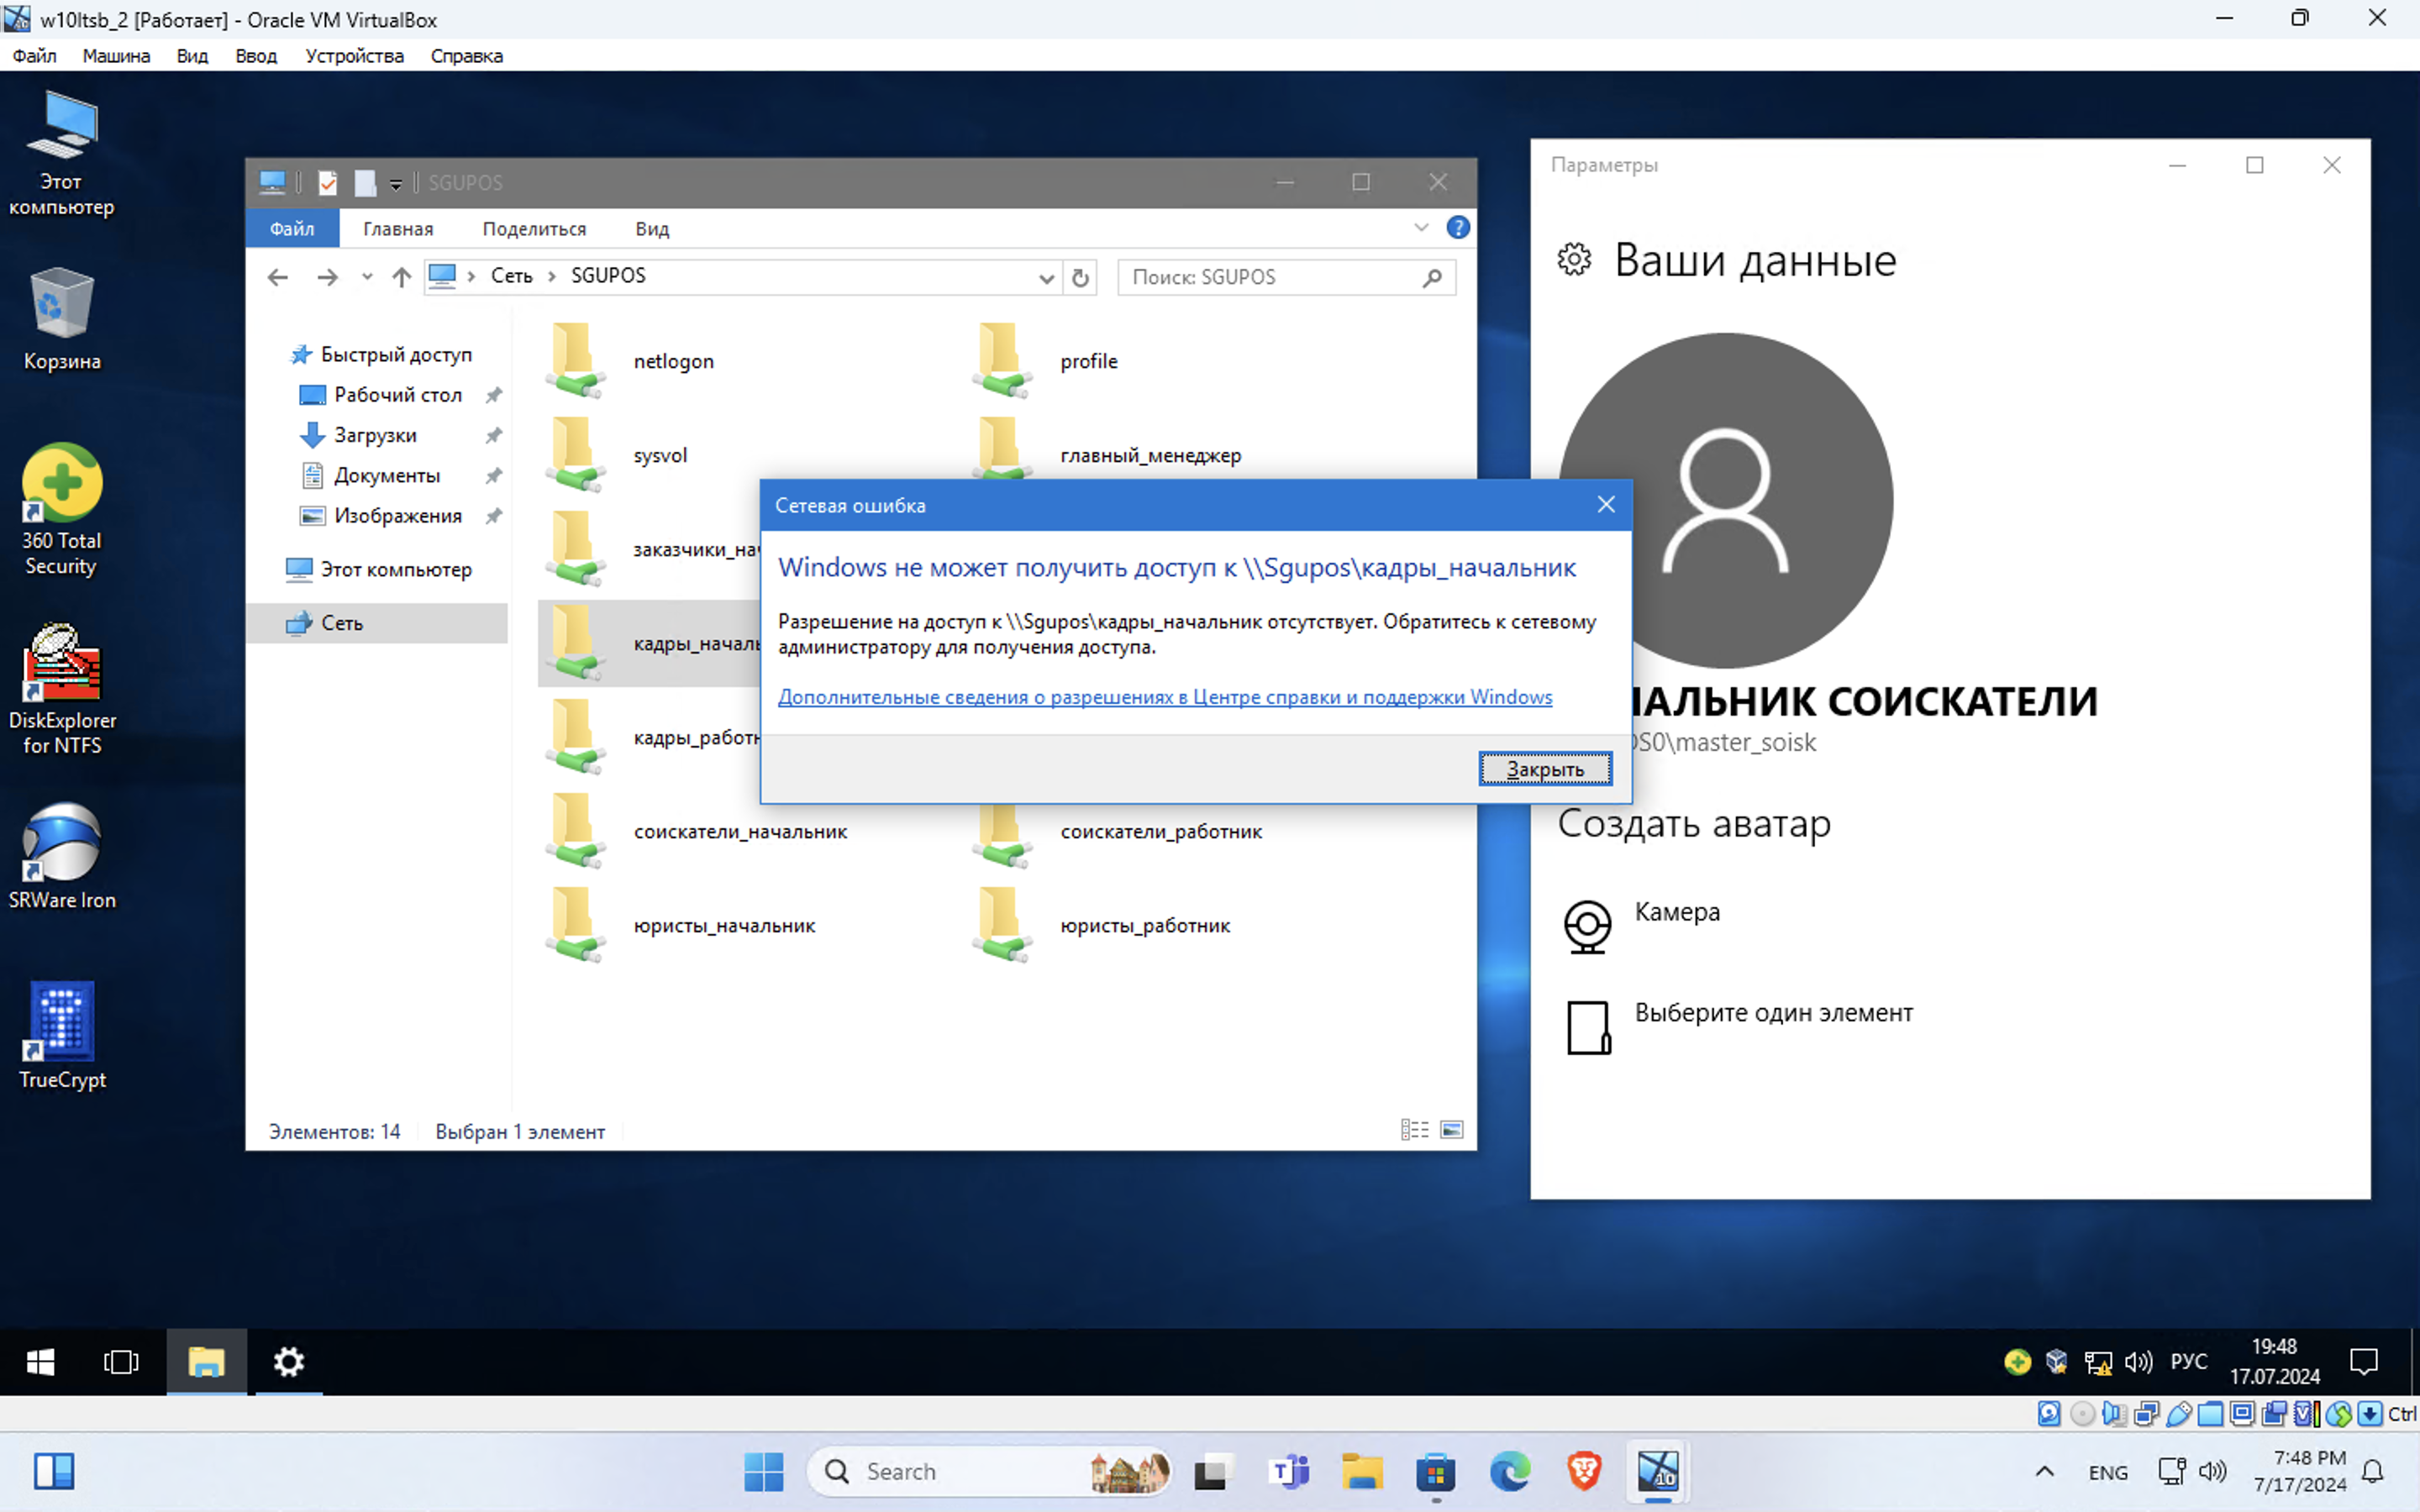 w10ltsb_2 [Работает] - Oracle VM VirtualBox
Файл Машина Вид Ввод Устройства Справка
Этот
компьютер
Корзина
360 Total
Security
DiskExplorer
for NTFS
SRWare Iron
TrueCrypt
SGUPOS
Файл Главная Поделиться Вид
Сеть SGUPOS
Поиск: SGUPOS
Быстрый доступ
Рабочий стол
Загрузки
Документы
Изображения
Этот компьютер
Сеть
netlogon
profile
sysvol
главный_менеджер
заказчики_на
кадры_начал
кадры_работ
соискатели_начальник
соискатели_работник
юристы_начальник
юристы_работник
Элементов: 14 Выбран 1 элемент
Сетевая ошибка
Windows не может получить доступ к \\Sgupos\кадры_начальник
Разрешение на доступ к \\Sgupos\кадры_начальник отсутствует. Обратитесь к сетевому
администратору для получения доступа.
Дополнительные сведения о разрешениях в Центре справки и поддержки Windows
Закрыть
Параметры
Ваши данные
АЛЬНИК СОИСКАТЕЛИ
S0\master_soisk
Создать аватар
Камера
Выберите один элемент
РУС
19:48
17.07.2024
Ctrl
Search
ENG
7:48 PM
7/17/2024